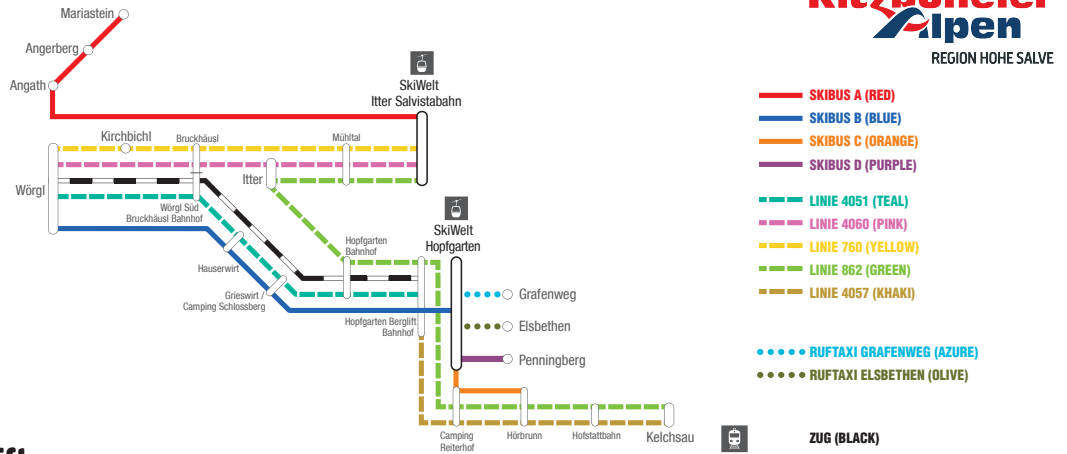 Kitzbüheler
Alpen
REGION HOHE SALVE
Mariastein
Angerberg
Angath
SkiWelt
Itter Salvistabahn
Kirchbichl
Bruckhäusl
Mühltal
Wörgl
Itter
Wörgl Süd
Bruckhäusl Bahnhof
SkiWelt
Hopfgarten
Hopfgarten
Bahnhof
Hauserwirt
Grieswirt /
Camping Schlossberg
Hopfgarten Berglift
Bahnhof
Grafenweg
Elsbethen
Penningberg
Camping
Reiterhof
Hörbrunn
Hofstattbahn
Kelchsau
SKIBUS A (RED)
SKIBUS B (BLUE)
SKIBUS C (ORANGE)
SKIBUS D (PURPLE)
LINIE 4051 (TEAL)
LINIE 4060 (PINK)
LINIE 760 (YELLOW)
LINIE 862 (GREEN)
LINIE 4057 (KHAKI)
RUFTAXI GRAFENWEG (AZURE)
RUFTAXI ELSBETHEN (OLIVE)
ZUG (BLACK)